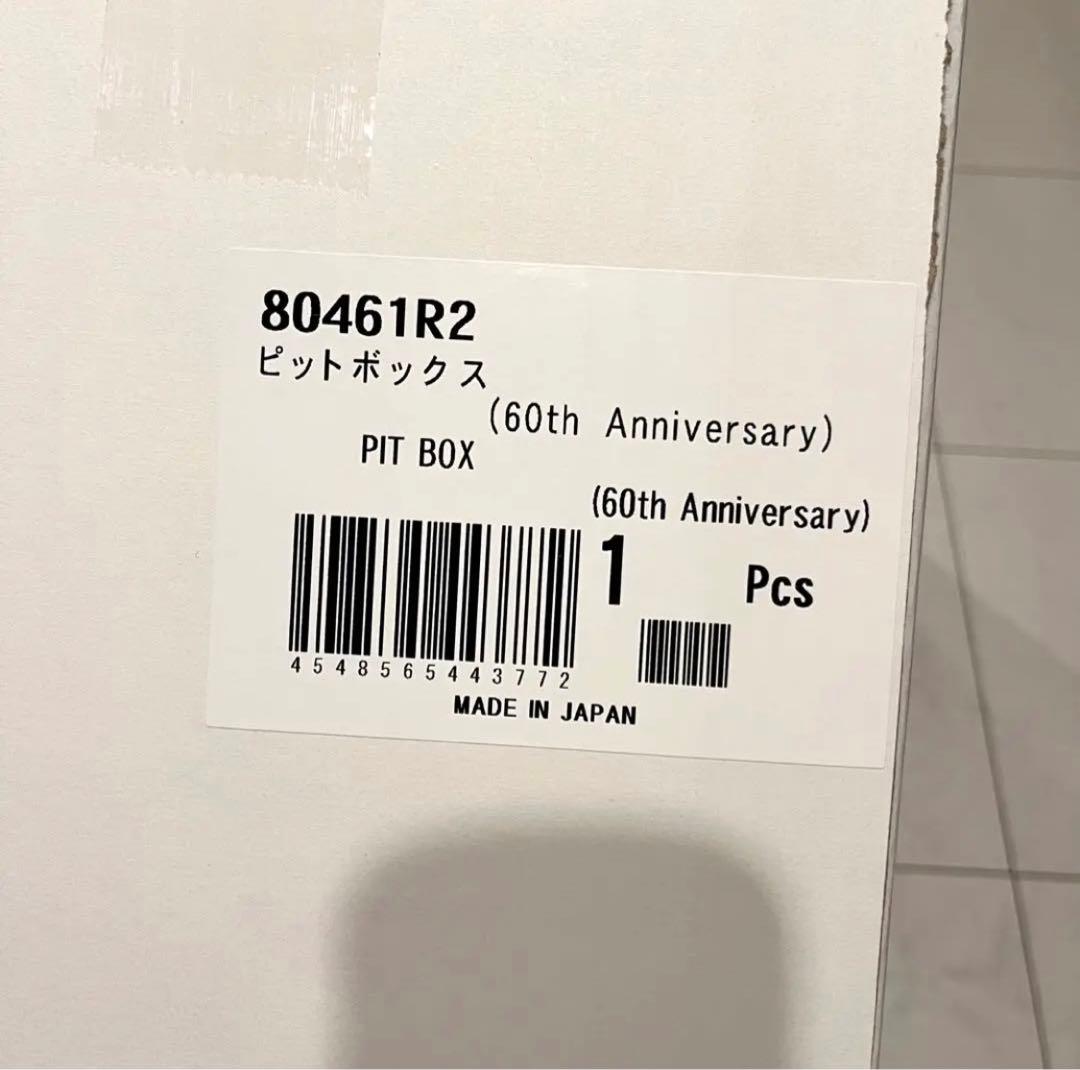 80461R2
ピットボックス
(60th Anniversary)
PIT BOX
(60th Anniversary)
1 Pcs
4548565443772
MADE IN JAPAN